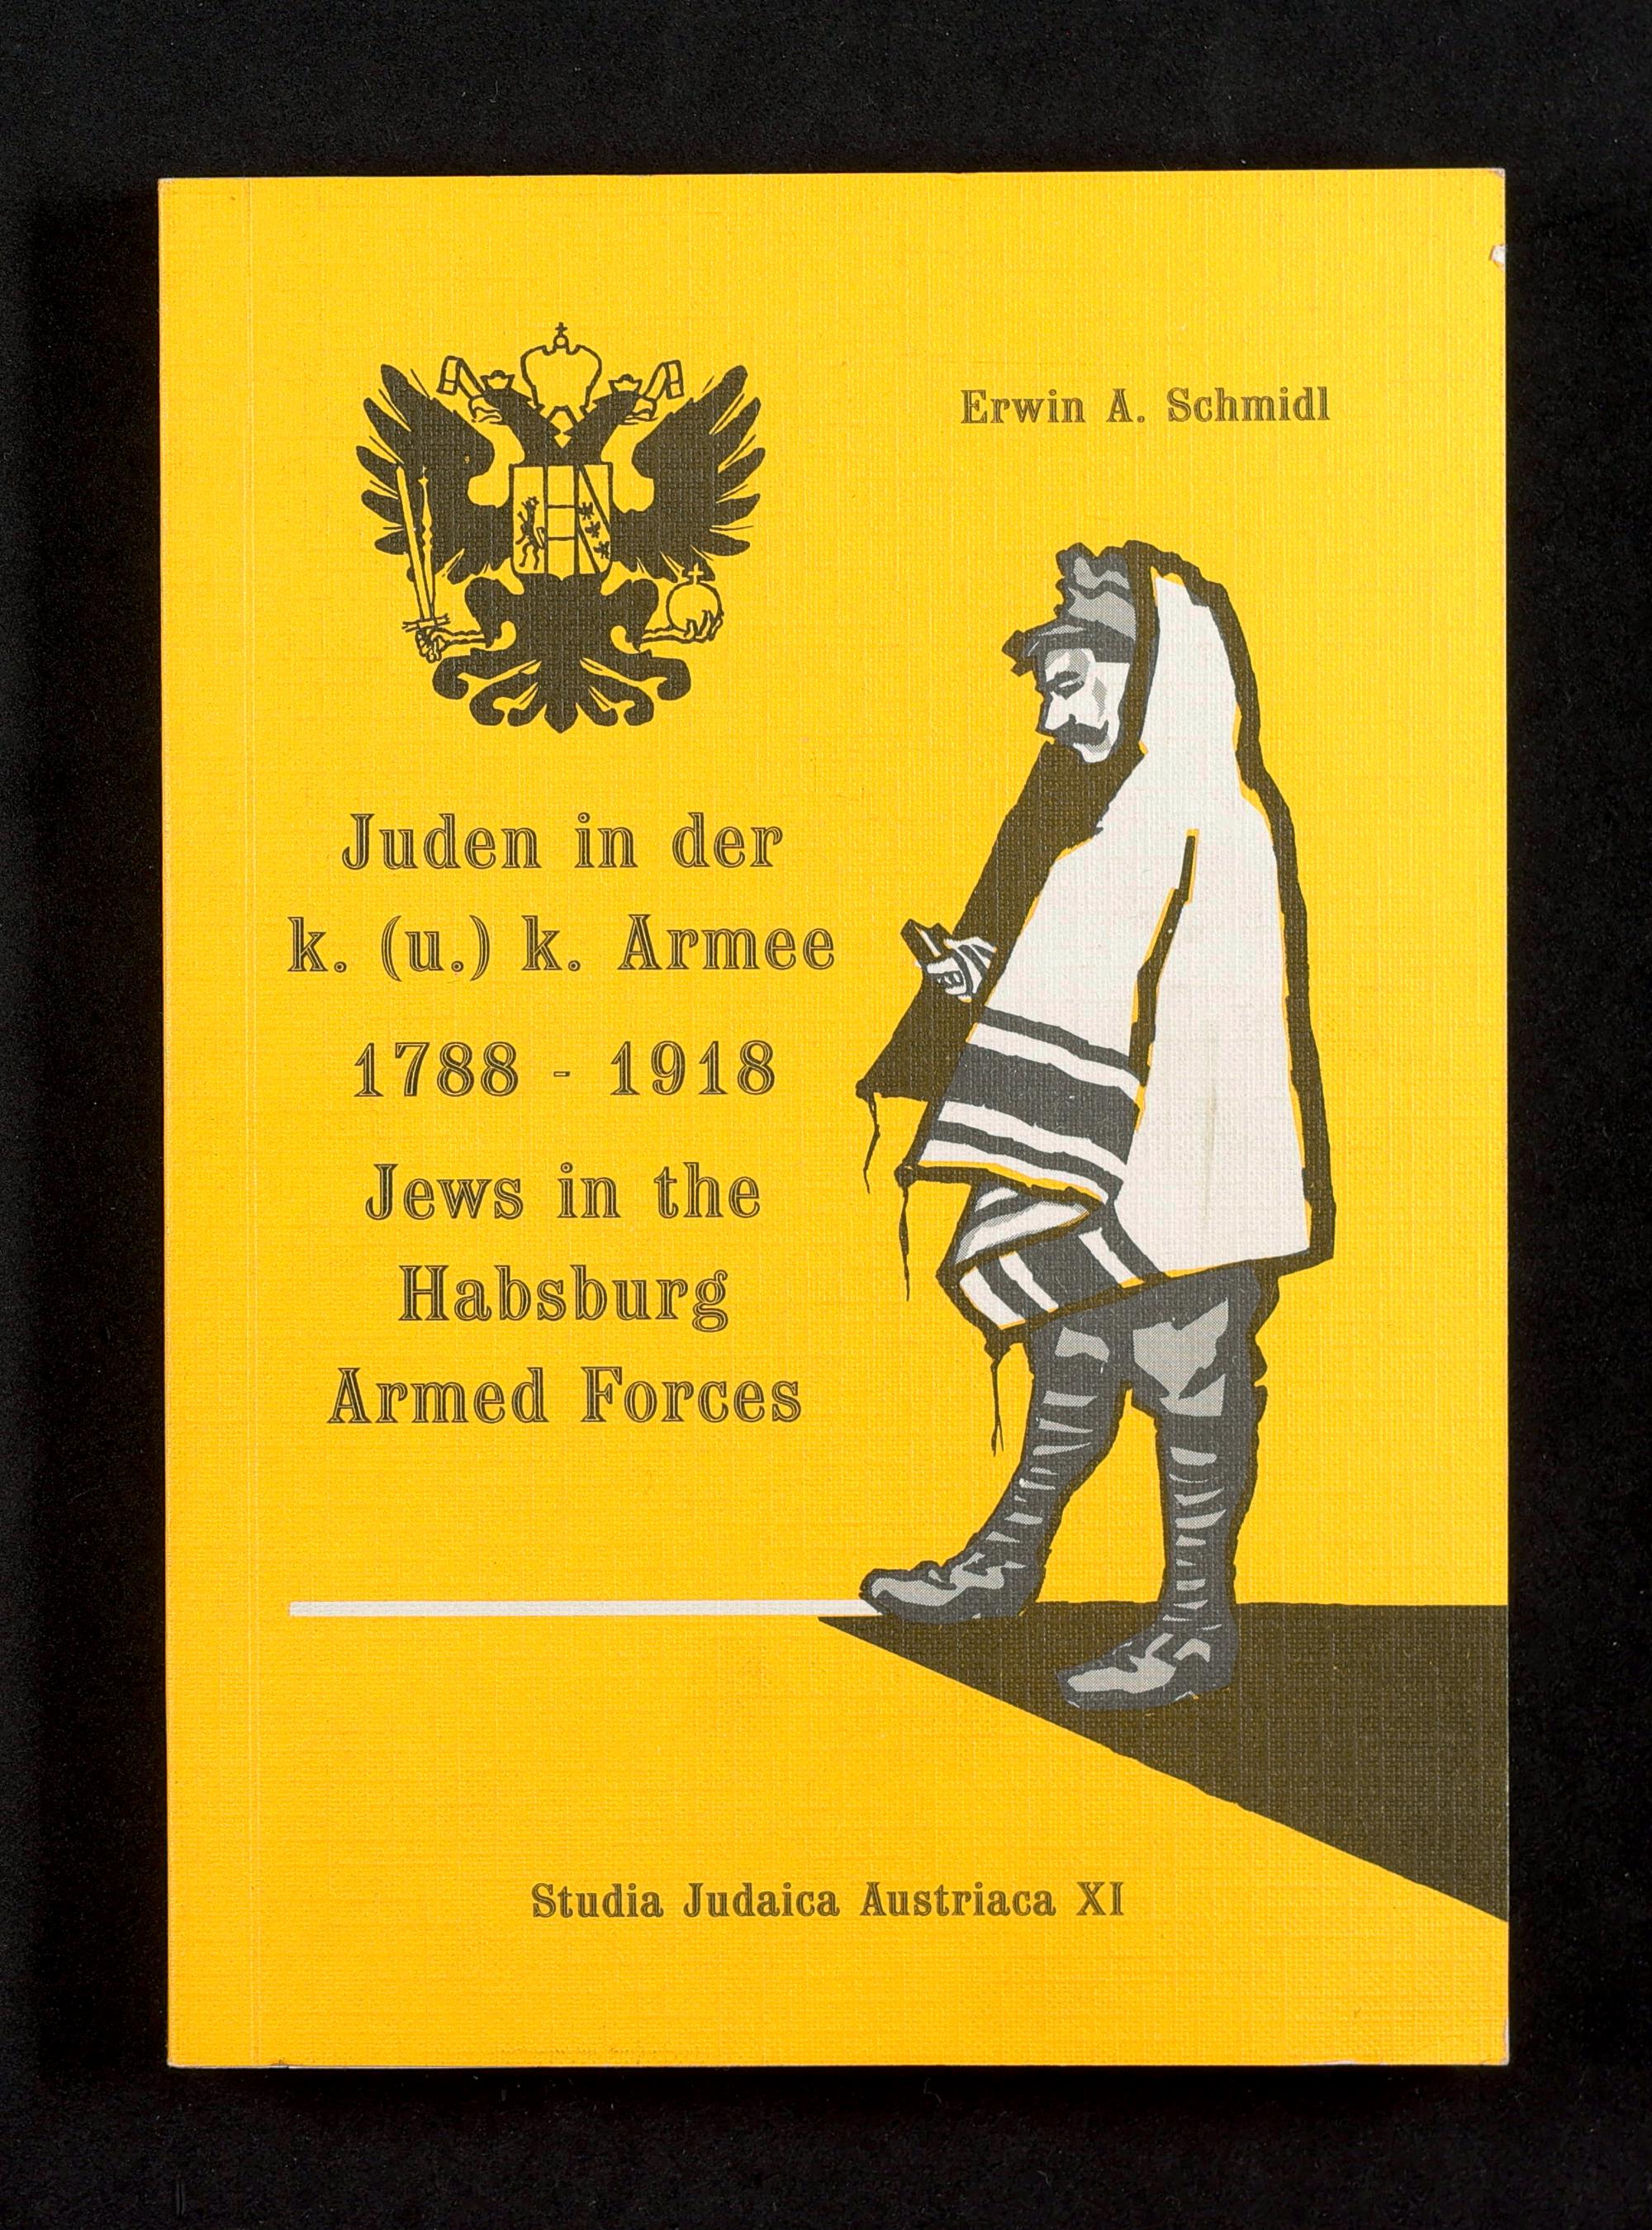 Erwin A. Schmidl
Juden in der
k. (u.) k. Armee
1788 - 1918
Jews in the
Habsburg
Armed Forces
Studia Judaica Austriaca XI